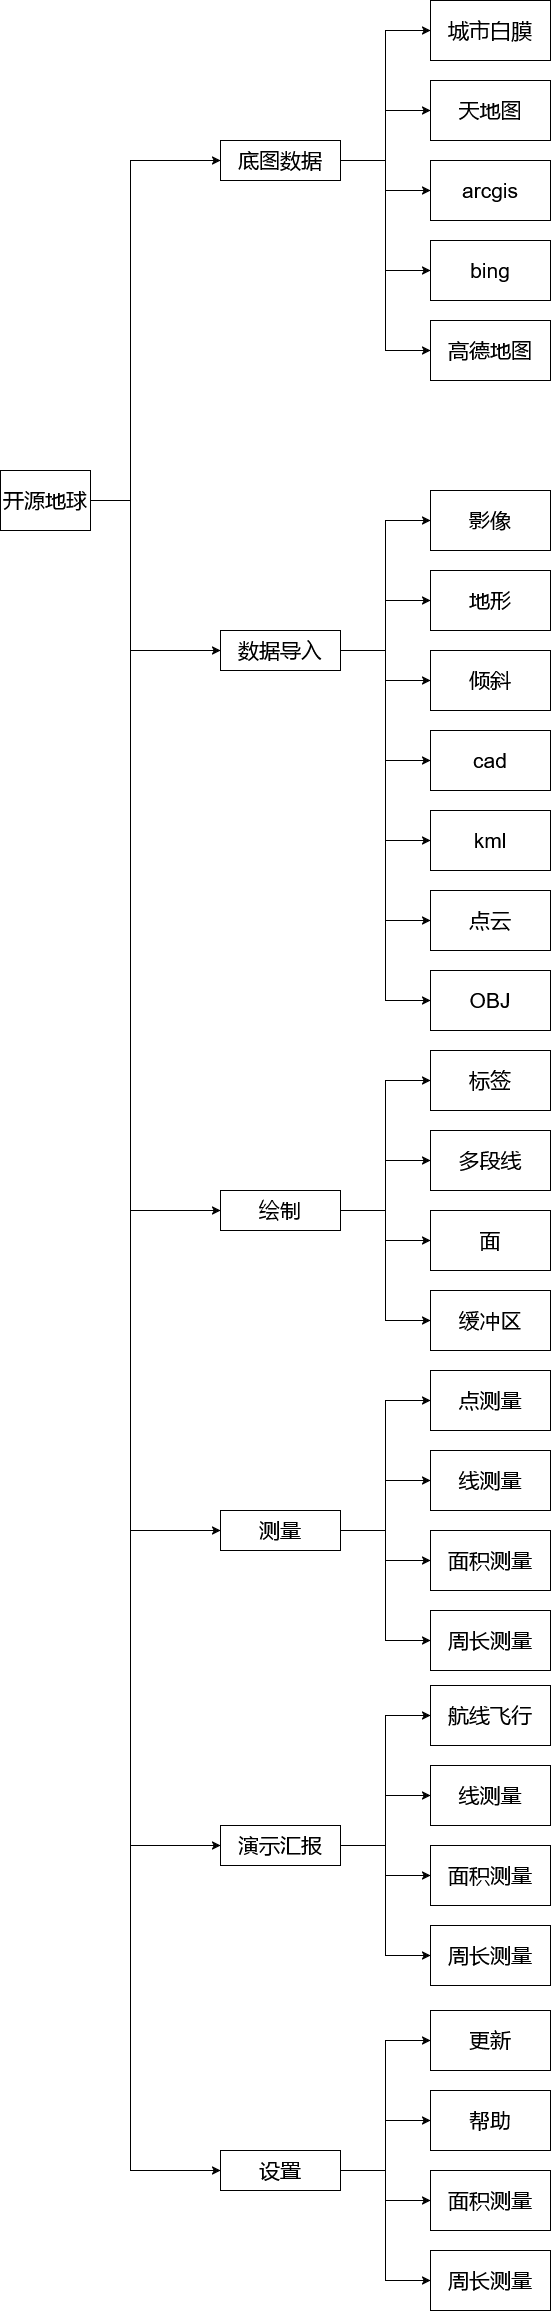 开源地球
底图数据
城市白膜
天地图
arcgis
bing
高德地图
数据导入
影像
地形
倾斜
cad
kml
点云
OBJ
绘制
标签
多段线
面
缓冲区
测量
点测量
线测量
面积测量
周长测量
演示汇报
航线飞行
线测量
面积测量
周长测量
设置
更新
帮助
面积测量
周长测量